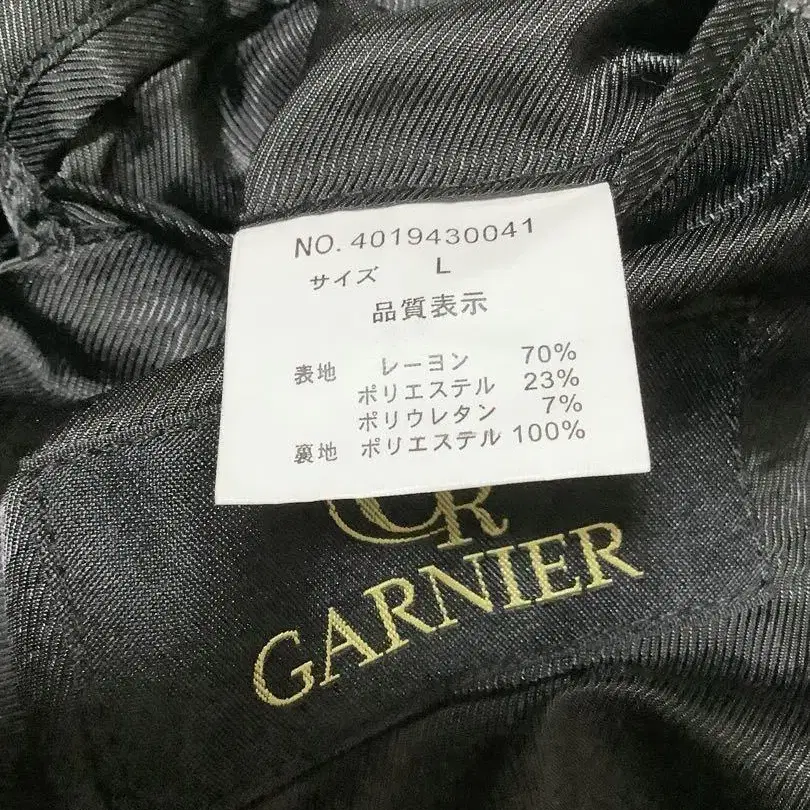 NO. 4019430041
サイズ L
品質表示
表地 レーヨン 70%
ポリエステル 23%
ポリウレタン 7%
裏地 ポリエステル 100%
GARNIER